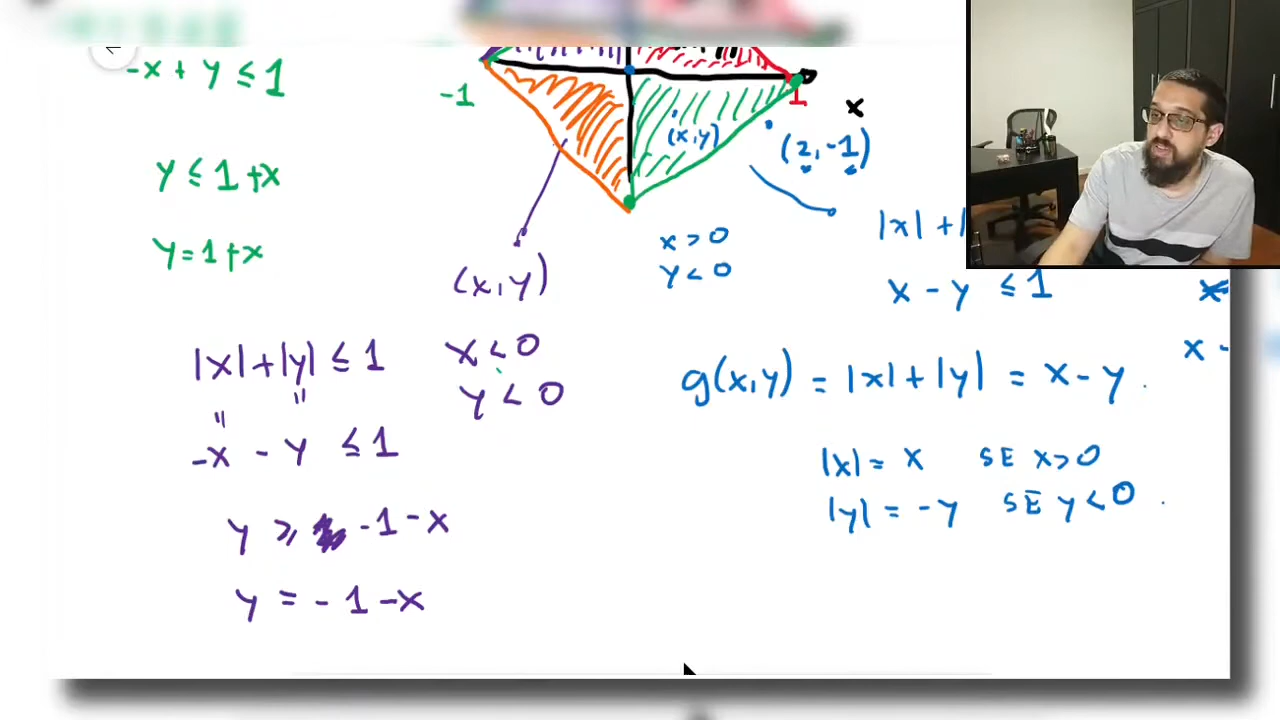 -x + y ≤ 1
y ≤ 1 + x
y = 1 + x
-1
1
x
(x, y)
(2, -1)
x > 0
y < 0
(x, y)
x < 0
y < 0
|x| + |y| ≤ 1
" "
-x - y ≤ 1
y ≥ -1 - x
y = - 1 - x
|x| + |
x - y ≤ 1
x -
g(x, y) = |x| + |y| = x - y .
|x| = x SE x > 0
|y| = - y SE y < 0 .